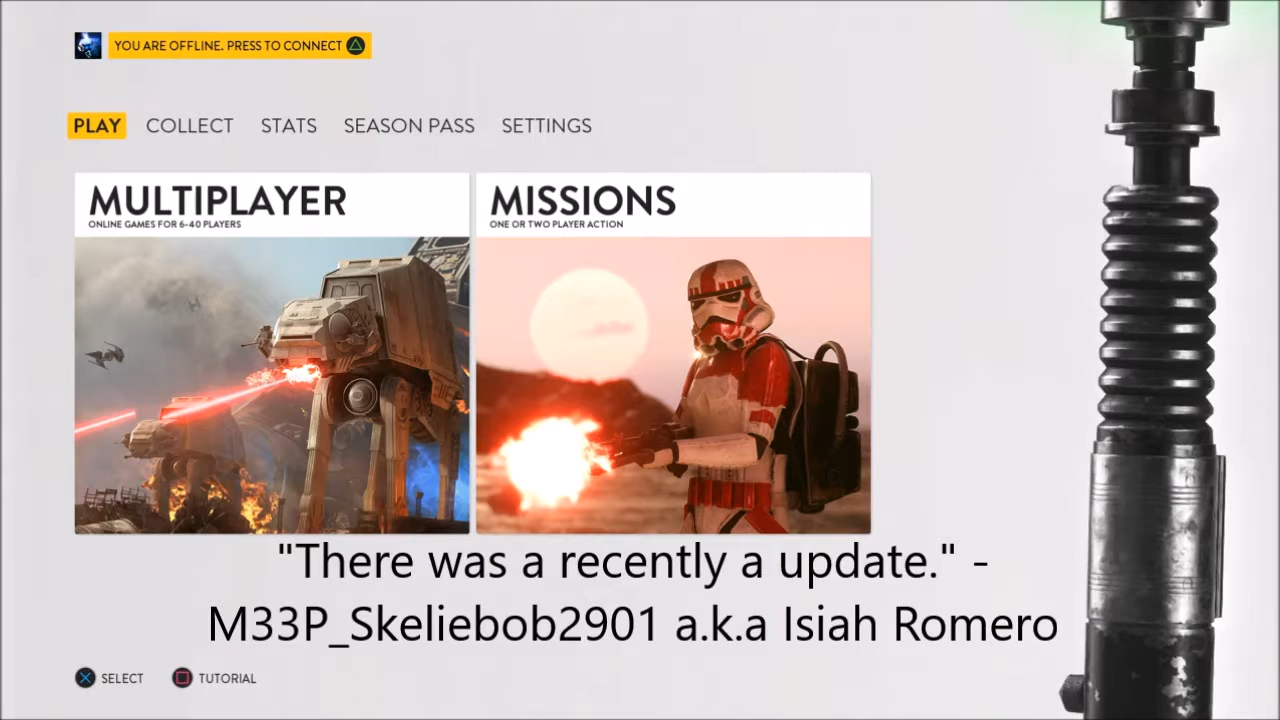 YOU ARE OFFLINE. PRESS TO CONNECT
PLAY COLLECT STATS SEASON PASS SETTINGS
MULTIPLAYER
ONLINE GAMES FOR 6-40 PLAYERS
MISSIONS
ONE OR TWO PLAYER ACTION
"There was a recently a update." -
M33P_Skeliebob2901 a.k.a Isiah Romero
SELECT TUTORIAL